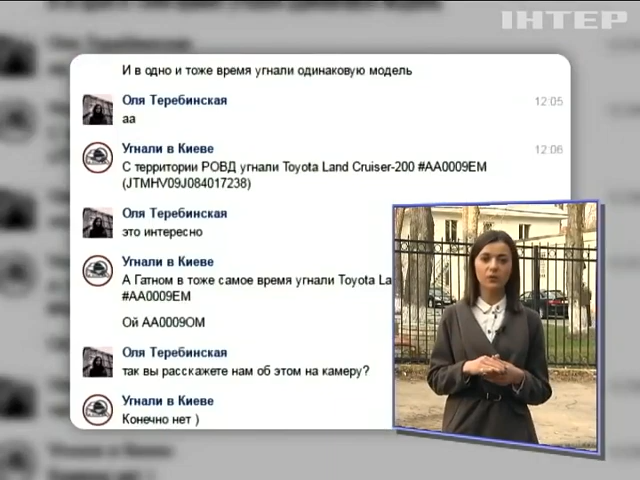 ІНТЕР
И в одно и тоже время угнали одинаковую модель
Оля Теребинская 12:05
аа
Угнали в Киеве 12:06
С территории РОВД угнали Toyota Land Cruiser-200 #AA0009EM
(JTMHV09J084017238)
Оля Теребинская
это интересно
Угнали в Киеве
А Гатном в тоже самое время угнали Toyota La
#AA0009EM
Ой АА0009ОМ
Оля Теребинская
так вы расскажете нам об этом на камеру?
Угнали в Киеве
Конечно нет )